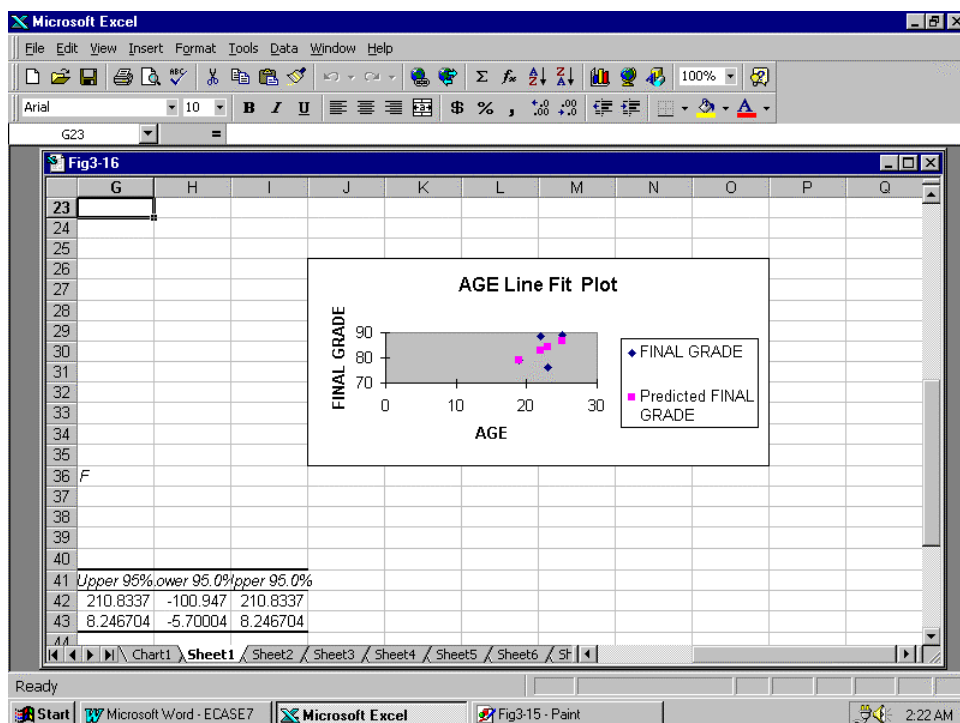 Microsoft Excel
File Edit View Insert Format Tools Data Window Help
100%
Arial 10 B I U $ % ,
G23 =
Fig3-16
G H I J K L M N O P Q
23
24
25
26
27
28
29
30
31
32
33
34
35
36 F
37
38
39
40
41 Upper 95% ower 95.0% pper 95.0%
42 210.8337 -100.947 210.8337
43 8.246704 -5.70004 8.246704
44
AGE Line Fit Plot
FINAL GRADE
90
80
70
0 10 20 30
AGE
FINAL GRADE
Predicted FINAL
GRADE
Chart1 Sheet1 Sheet2 Sheet3 Sheet4 Sheet5 Sheet6 Sh
Ready
Start Microsoft Word - ECASE7 Microsoft Excel Fig3-15 - Paint 2:22 AM